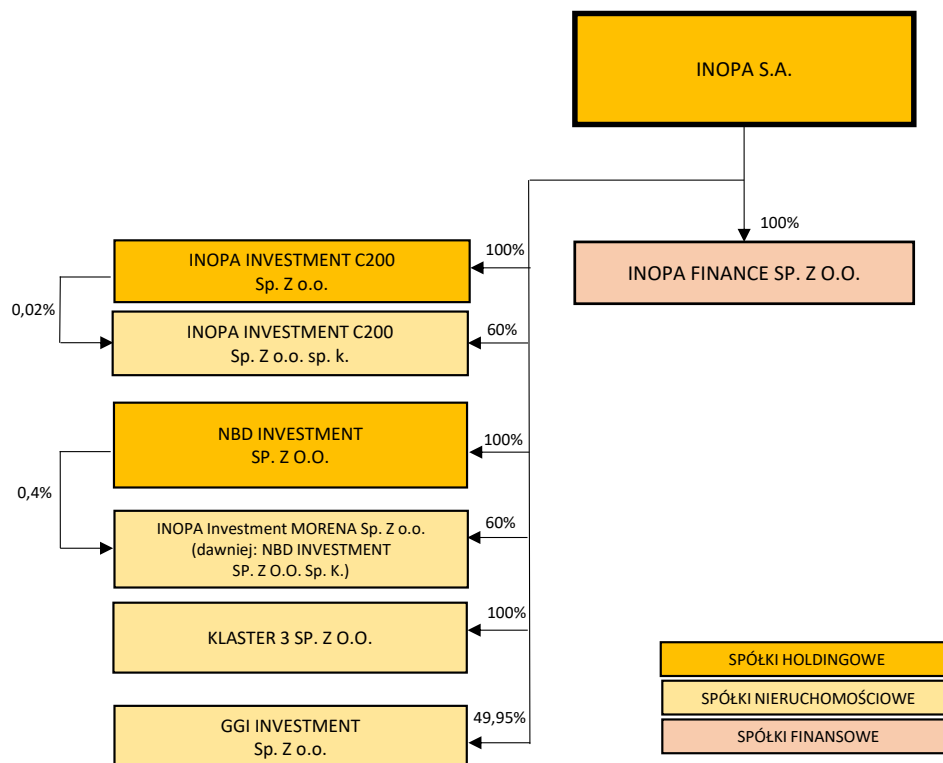 INOPA S.A.
100%
INOPA FINANCE SP. Z O.O.
100%
INOPA INVESTMENT C200
Sp. Z o.o.
0,02%
60%
INOPA INVESTMENT C200
Sp. Z o.o. sp. k.
100%
NBD INVESTMENT
SP. Z O.O.
0,4%
60%
INOPA Investment MORENA Sp. Z o.o.
(dawniej: NBD INVESTMENT
SP. Z O.O. Sp. K.)
100%
KLASTER 3 SP. Z O.O.
49,95%
GGI INVESTMENT
Sp. Z o.o.
SPÓŁKI HOLDINGOWE
SPÓŁKI NIERUCHOMOŚCIOWE
SPÓŁKI FINANSOWE